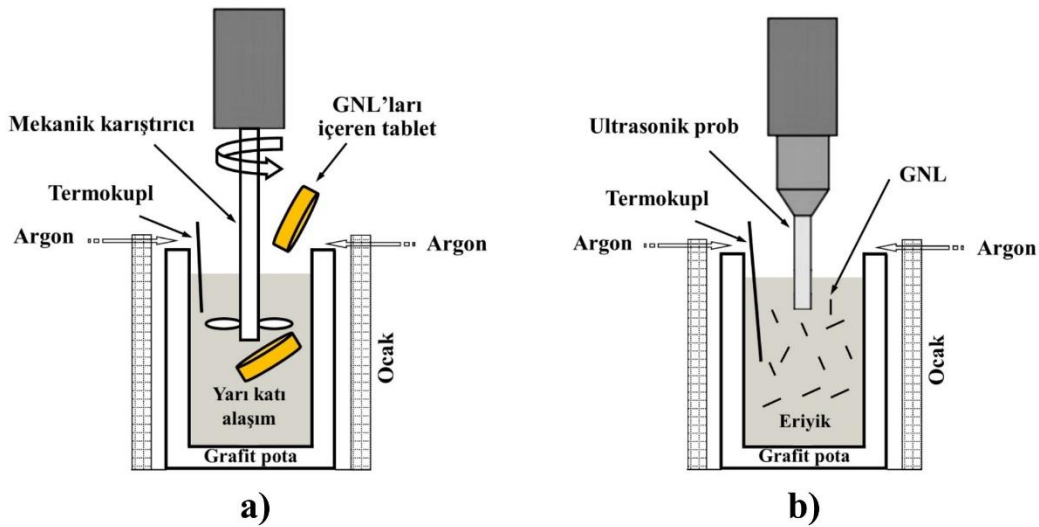 GNL’ları
içeren tablet
Mekanik karıştırıcı
Termokupl
Argon
Argon
Ocak
Yarı katı
alaşım
Grafit pota
a)
Ultrasonik prob
GNL
Termokupl
Argon
Argon
Ocak
Eriyik
Grafit pota
b)